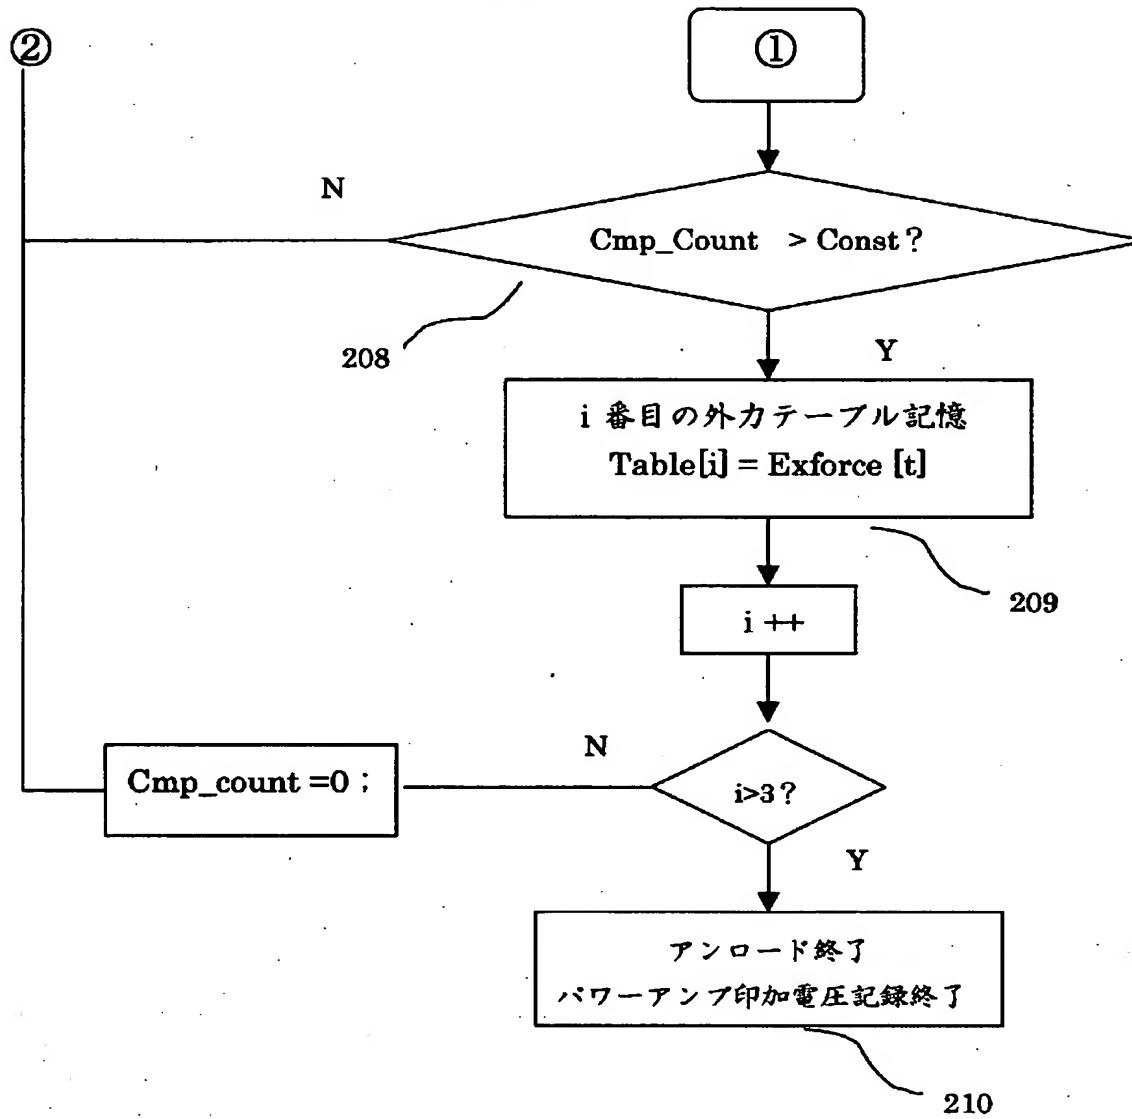 ②
①
N
Cmp_Count > Const?
208
Y
i 番目の外力テーブル記憶
Table[i] = Exforce [t]
209
i ++
N
Cmp_count =0 ;
i>3?
Y
アンロード終了
パワーアンプ印加電圧記録終了
210